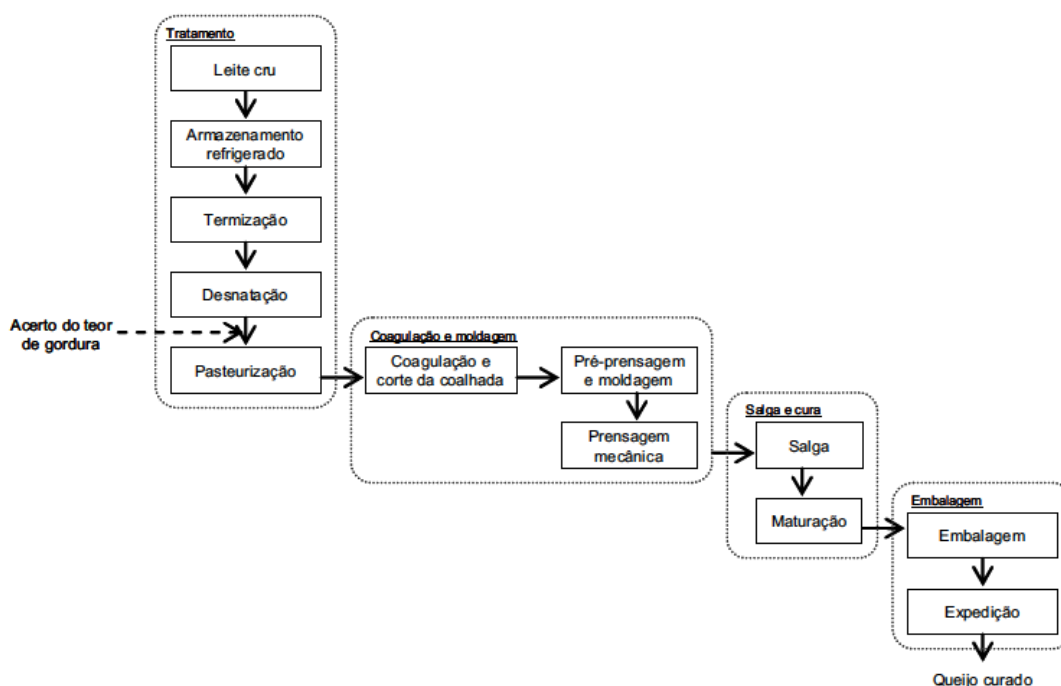 Tratamento
Leite cru
Armazenamento
refrigerado
Termização
Desnatação
Acerto do teor
de gordura
Pasteurização
Coagulação e moldagem
Coagulação e
corte da coalhada
Pré-prensagem
e moldagem
Prensagem
mecânica
Salga e cura
Salga
Maturação
Embalagem
Embalagem
Expedição
Queijo curado